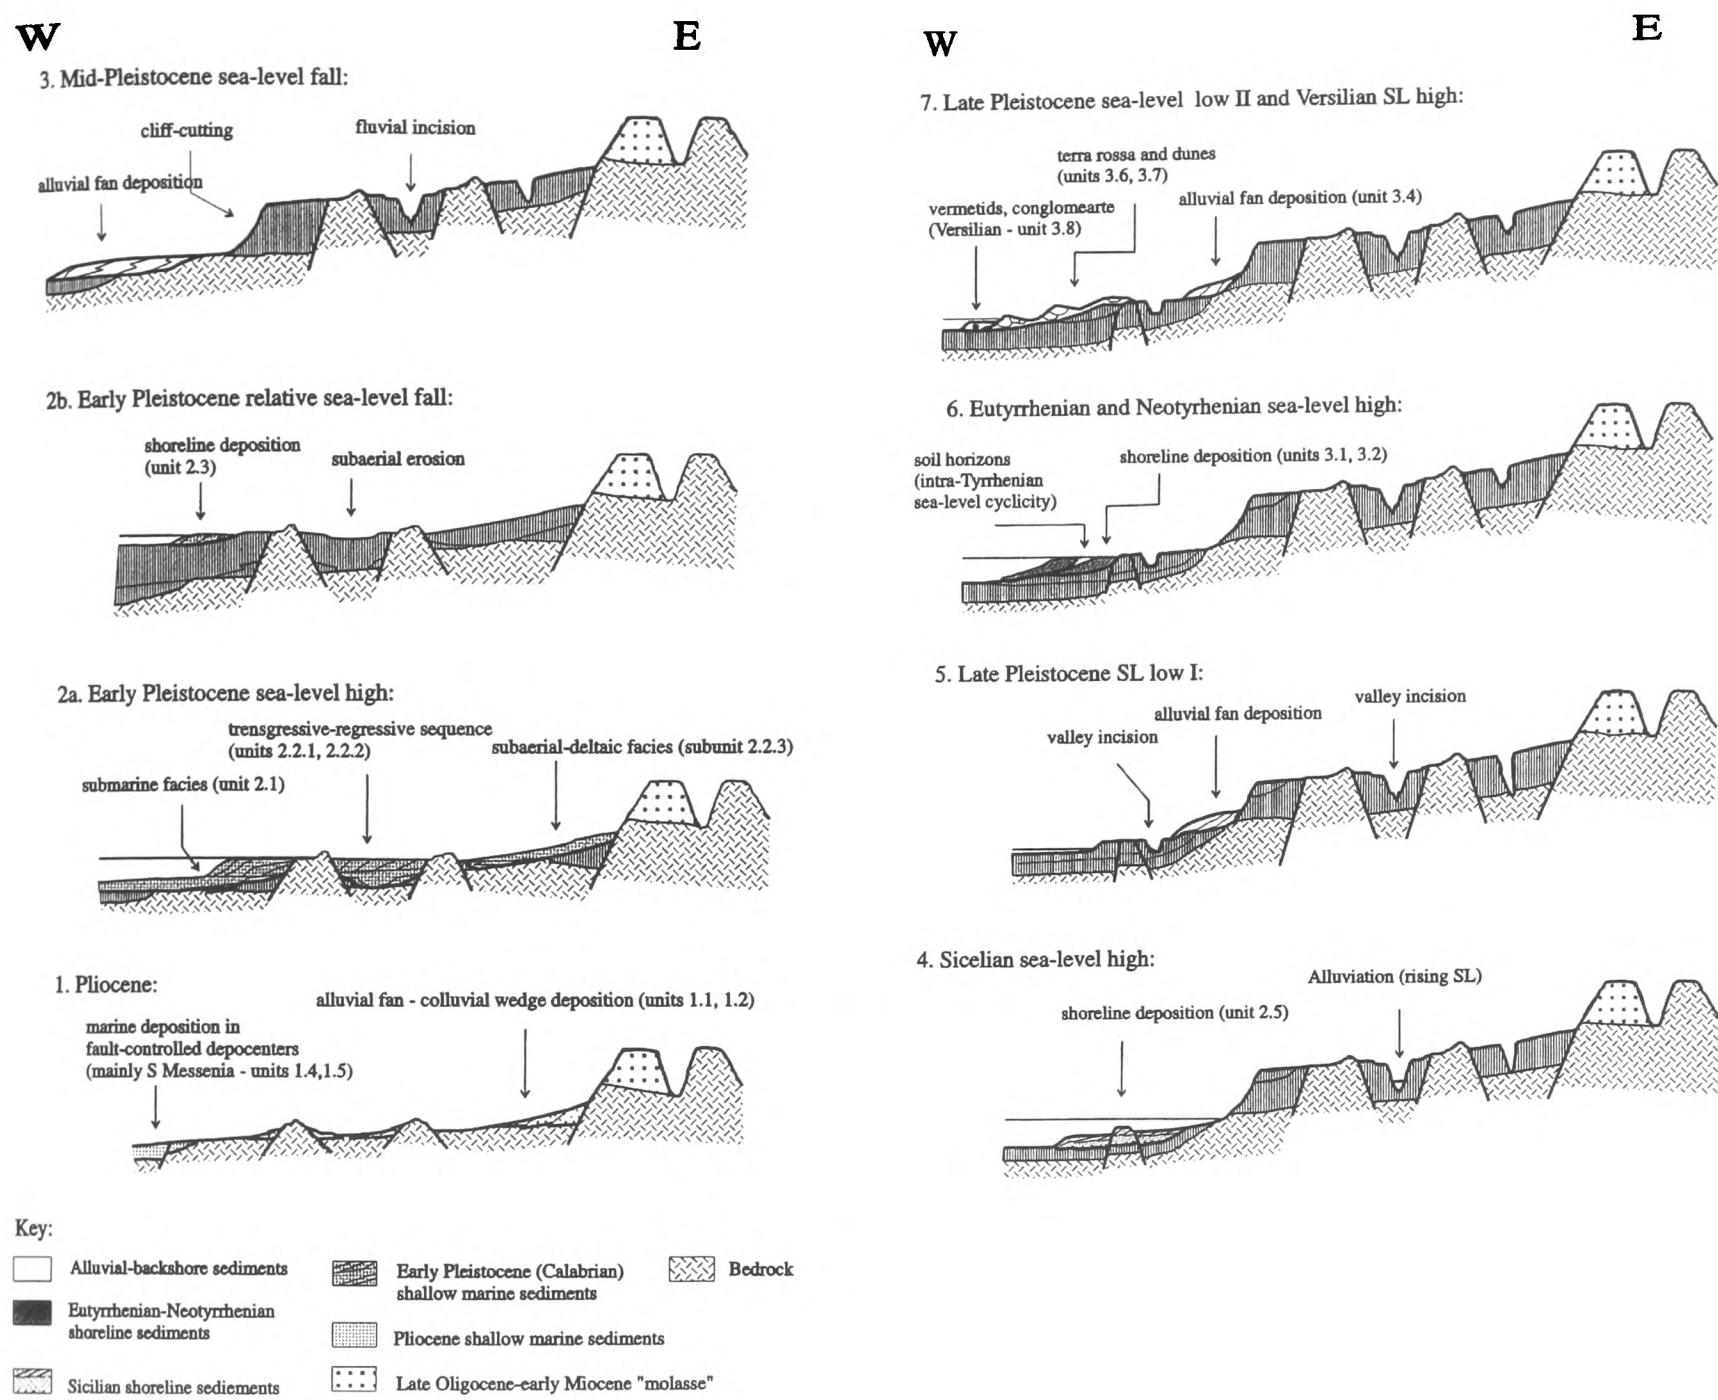 W
E
3. Mid-Pleistocene sea-level fall:
cliff-cutting
fluvial incision
alluvial fan deposition
2b. Early Pleistocene relative sea-level fall:
shoreline deposition
(unit 2.3)
subaerial erosion
2a. Early Pleistocene sea-level high:
trensgressive-regressive sequence
(units 2.2.1, 2.2.2)
subaerial-deltaic facies (subunit 2.2.3)
submarine facies (unit 2.1)
1. Pliocene:
alluvial fan - colluvial wedge deposition (units 1.1, 1.2)
marine deposition in
fault-controlled depocenters
(mainly S Messenia - units 1.4,1.5)
Key:
Alluvial-backshore sediments
Eutyrrhenian-Neotyrrhenian
shoreline sediments
Sicilian shoreline sediements
Early Pleistocene (Calabrian)
shallow marine sediments
Pliocene shallow marine sediments
Late Oligocene-early Miocene "molasse"
Bedrock
W
E
7. Late Pleistocene sea-level low II and Versilian SL high:
terra rossa and dunes
(units 3.6, 3.7)
alluvial fan deposition (unit 3.4)
vermetids, conglomearte
(Versilian - unit 3.8)
6. Eutyrrhenian and Neotyrhenian sea-level high:
soil horizons
(intra-Tyrrhenian
sea-level cyclicity)
shoreline deposition (units 3.1, 3.2)
5. Late Pleistocene SL low I:
valley incision
alluvial fan deposition
valley incision
4. Sicelian sea-level high:
Alluviation (rising SL)
shoreline deposition (unit 2.5)